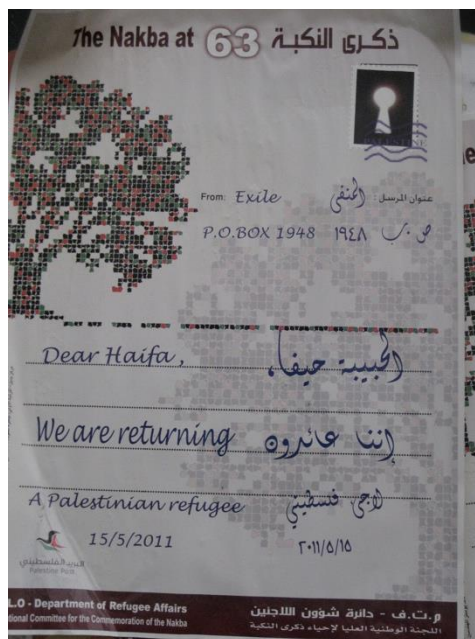 The Nakba at 63 ذكرى النكبة
From: Exile عنوان المرسل: المنفى
P.O.BOX 1948 ص.ب ١٩٤٨
Dear Haifa, الحبيبة حيفا،
We are returning إننا عائدون
A Palestinian refugee لاجئ فلسطيني
15/5/2011 ٢٠١١/٥/١٥
البريد الفلسطيني
Palestine Post
L.O - Department of Refugee Affairs م.ت.ف - دائرة شؤون اللاجئين
tional Committee for the Commemoration of the Nakba اللجنة الوطنية العليا لإحياء ذكرى النكبة